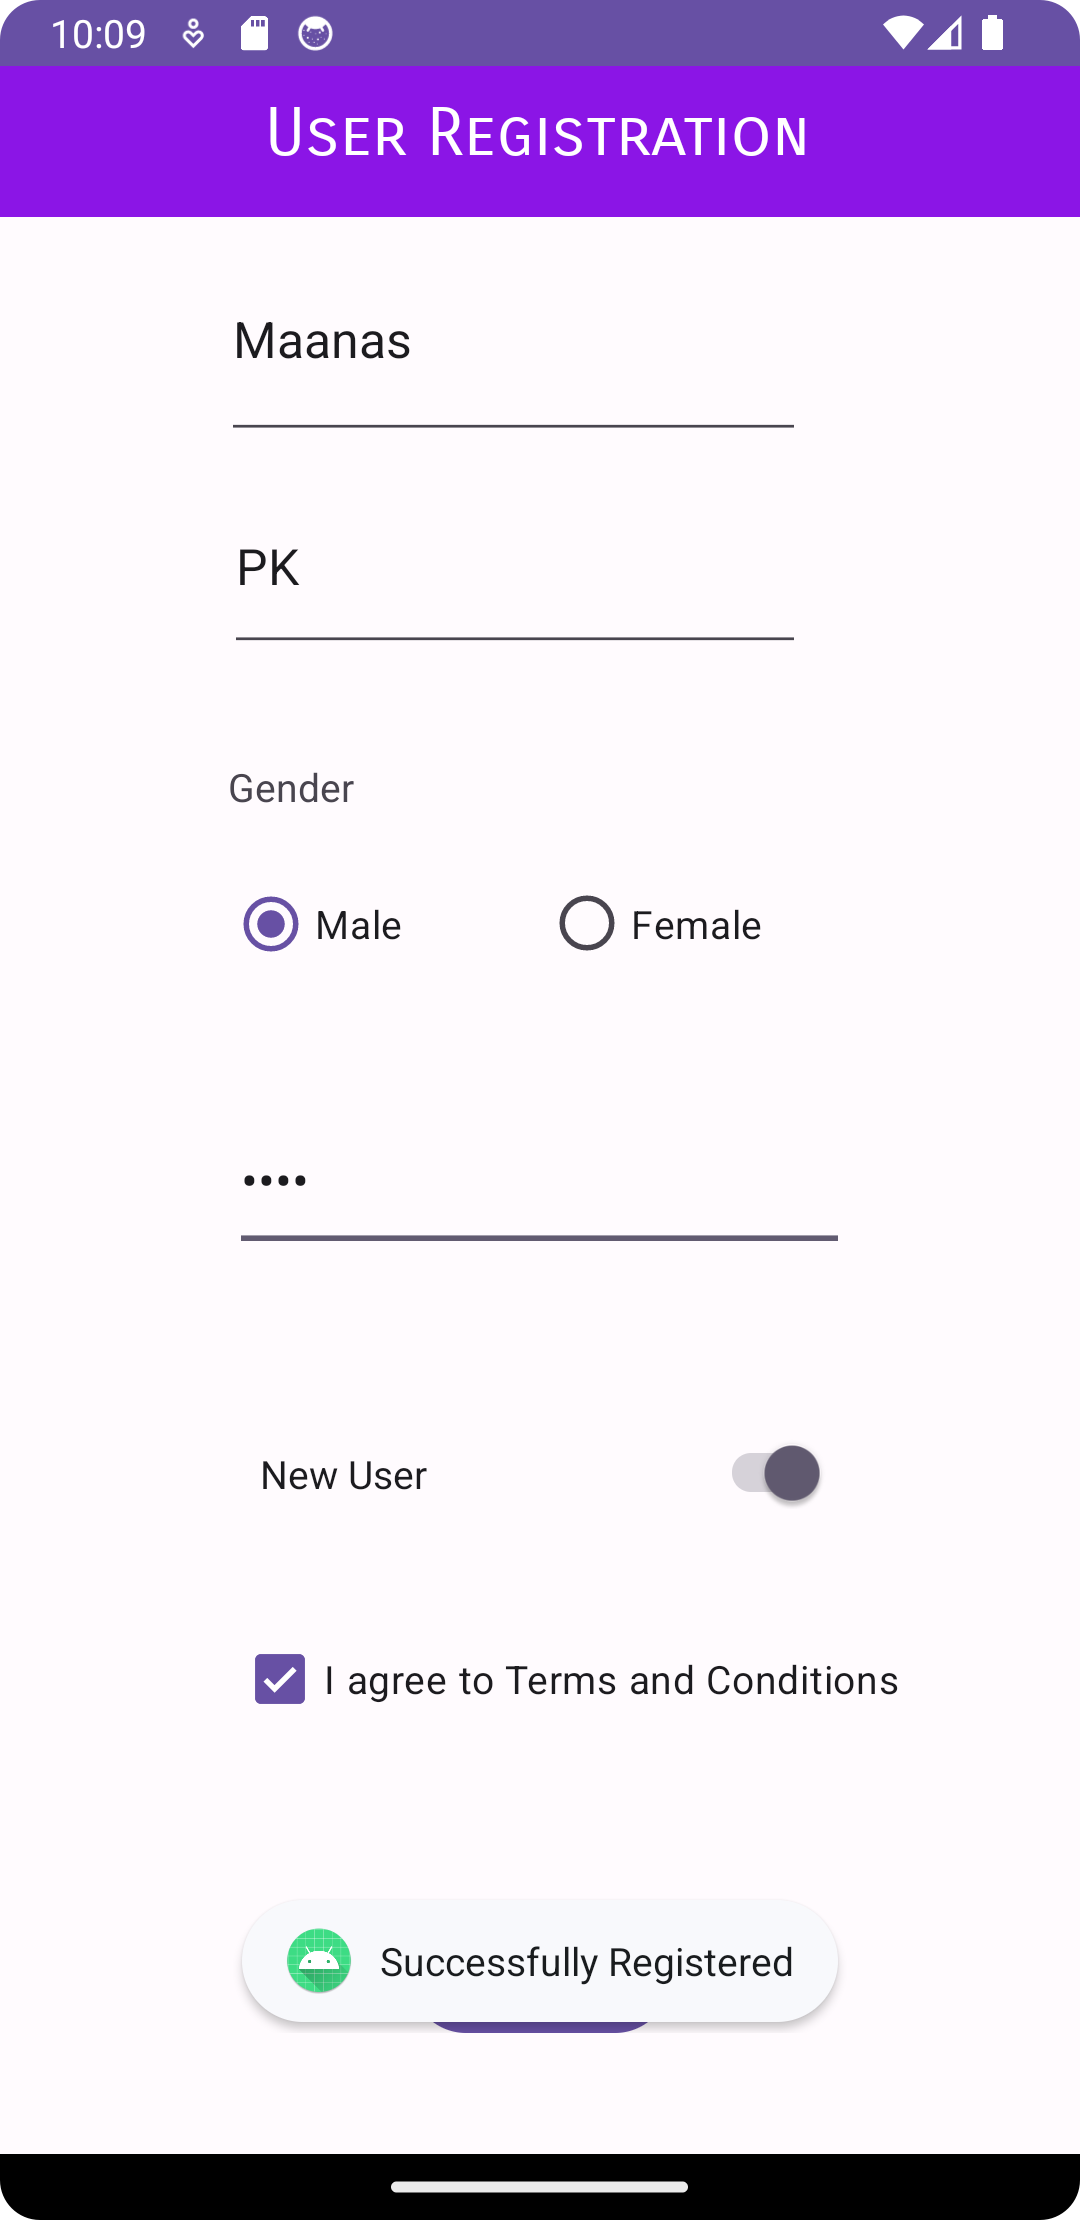 10:09
User Registration
Maanas
PK
Gender
Male Female
••••
New User
I agree to Terms and Conditions
Successfully Registered